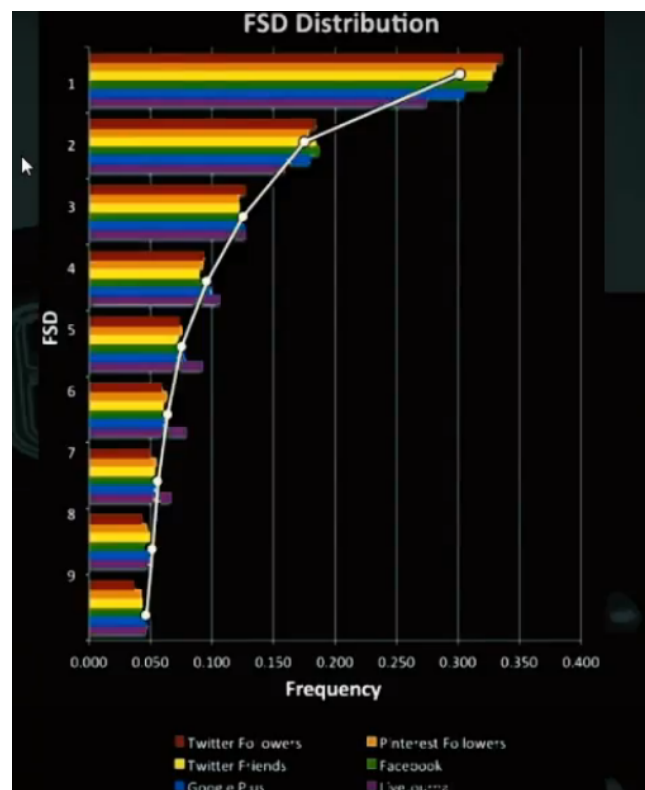 FSD Distribution
1
2
3
4
FSD
5
6
7
8
9
0.000 0.050 0.100 0.150 0.200 0.250 0.300 0.350 0.400
Frequency
Twitter Followers Pinterest Followers
Twitter Friends Facebook
Google Plus